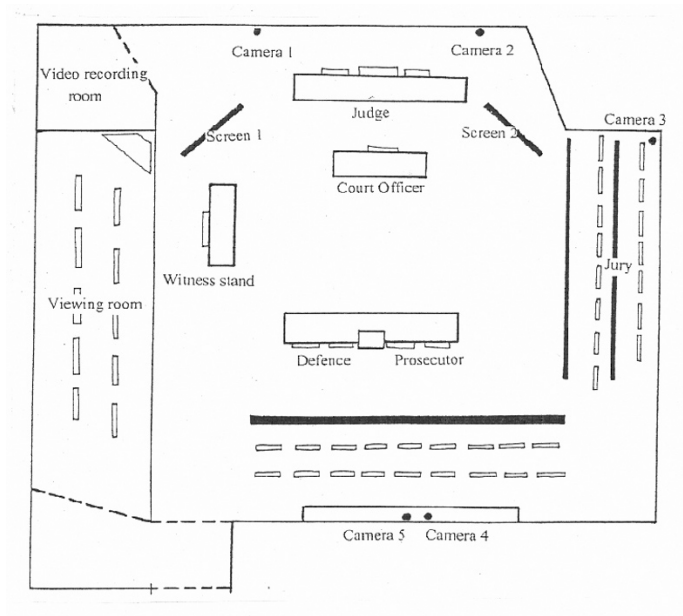 Camera 1
Camera 2
Video recording
room
Judge
Camera 3
Screen 1
Screen 2
Court Officer
Jury
Witness stand
Viewing room
Defence
Prosecutor
Camera 5
Camera 4